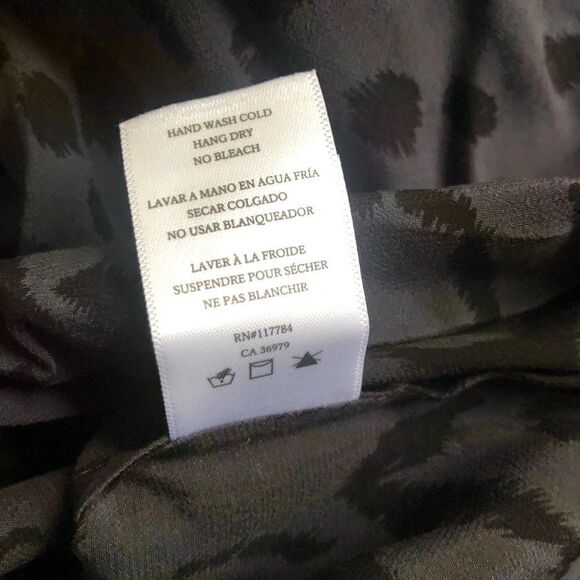 HAND WASH COLD
HANG DRY
NO BLEACH
LAVAR A MANO EN AGUA FRÍA
SECAR COLGADO
NO USAR BLANQUEADOR
LAVER À LA FROIDE
SUSPENDRE POUR SÉCHER
NE PAS BLANCHIR
RN#117784
CA 36979